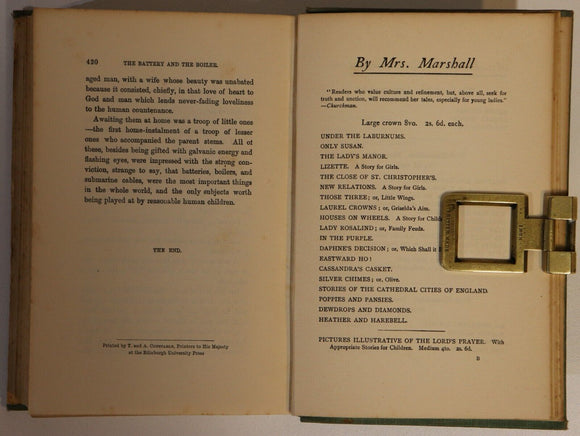 420 THE BATTERY AND THE BOILER.
aged man, with a wife whose beauty was unabated
because it consisted, chiefly, in that love of heart to
God and man which lends never-fading loveliness
to the human countenance.
Awaiting them at home was a troop of little ones
—the first home-instalment of a troop of lesser
ones who accompanied the parent stems. All of
these, besides being gifted with galvanic energy and
flashing eyes, were impressed with the strong con-
viction, strange to say, that batteries, boilers, and
submarine cables, were the most important things
in the whole world, and the only subjects worth
being played at by reasonable human children.
THE END.
Printed by T. and A. CONSTABLE, Printers to His Majesty
at the Edinburgh University Press
By Mrs. Marshall
"Readers who value culture and refinement, but, above all, seek for
truth and unction, will recommend her tales, especially for young ladies."
—Churchman.
Large crown 8vo. 2s. 6d. each.
UNDER THE LABURNUMS.
ONLY SUSAN.
THE LADY'S MANOR.
LIZETTE. A Story for Girls.
THE CLOSE OF ST. CHRISTOPHER'S.
NEW RELATIONS. A Story for Girls.
THOSE THREE; or, Little Wings.
LAUREL CROWNS; or, Griselda's Aim.
HOUSES ON WHEELS. A Story for Child
LADY ROSALIND; or, Family Feuds.
IN THE PURPLE.
DAPHNE'S DECISION; or, Which Shall it
EASTWARD HO!
CASSANDRA'S CASKET.
SILVER CHIMES; or, Olive.
STORIES OF THE CATHEDRAL CITIES OF ENGLAND.
POPPIES AND PANSIES.
DEWDROPS AND DIAMONDS.
HEATHER AND HAREBELL.
PICTURES ILLUSTRATIVE OF THE LORD'S PRAYER. With
Appropriate Stories for Children. Medium 4to. 2s. 6d.